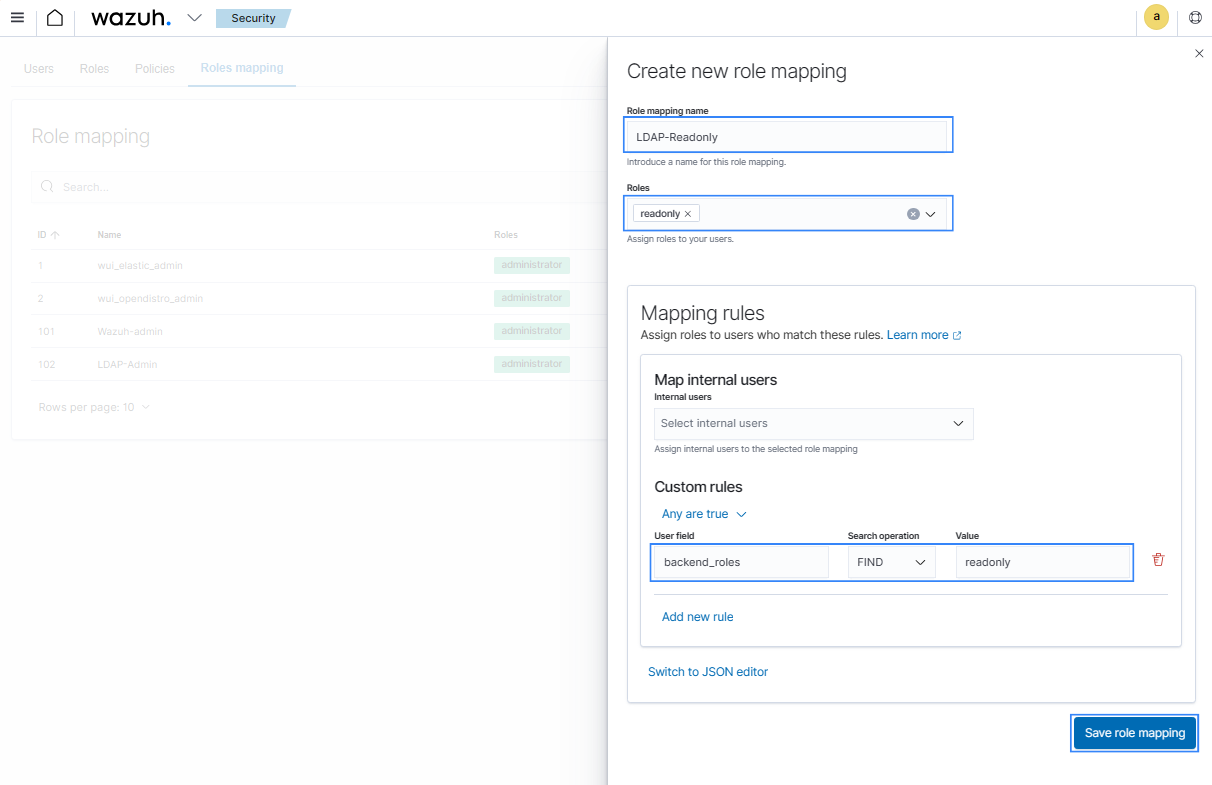 wazuh. Security a
Users Roles Policies Roles mapping
Role mapping
Search...
ID Name Roles
1 wui_elastic_admin administrator
2 wui_opendistro_admin administrator
101 Wazuh-admin administrator
102 LDAP-Admin administrator
Rows per page: 10
Create new role mapping
Role mapping name
LDAP-Readonly
Introduce a name for this role mapping.
Roles
readonly
Assign roles to your users.
Mapping rules
Assign roles to users who match these rules. Learn more
Map internal users
Internal users
Select internal users
Assign internal users to the selected role mapping
Custom rules
Any are true
User field Search operation Value
backend_roles FIND readonly
Add new rule
Switch to JSON editor
Save role mapping